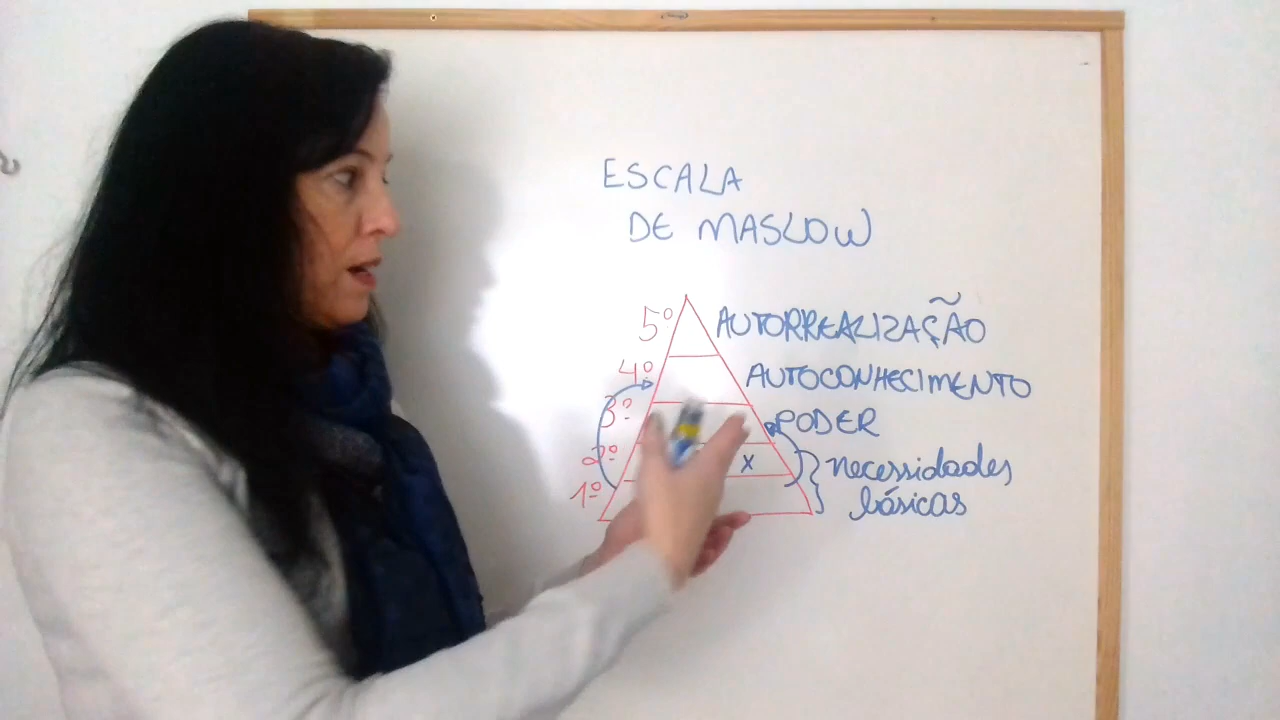 ESCALA
DE MASLOW
5º AUTORREALIZAÇÃO
4º AUTOCONHECIMENTO
3º PODER
2º x necessidades
1º básicas